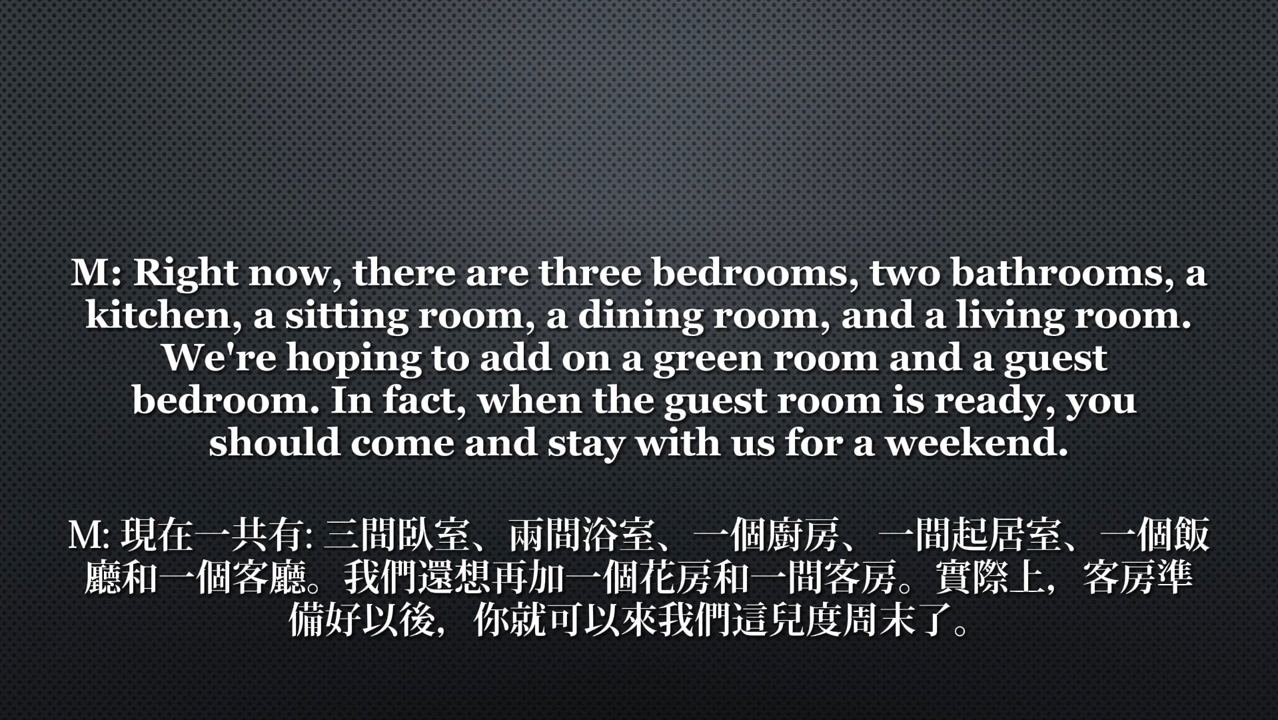 M: Right now, there are three bedrooms, two bathrooms, a
kitchen, a sitting room, a dining room, and a living room.
We're hoping to add on a green room and a guest
bedroom. In fact, when the guest room is ready, you
should come and stay with us for a weekend.
M: 現在一共有: 三間臥室、兩間浴室、一個廚房、一間起居室、一個飯
廳和一個客廳。我們還想再加一個花房和一間客房。實際上，客房準
備好以後，你就可以來我們這兒度周末了。